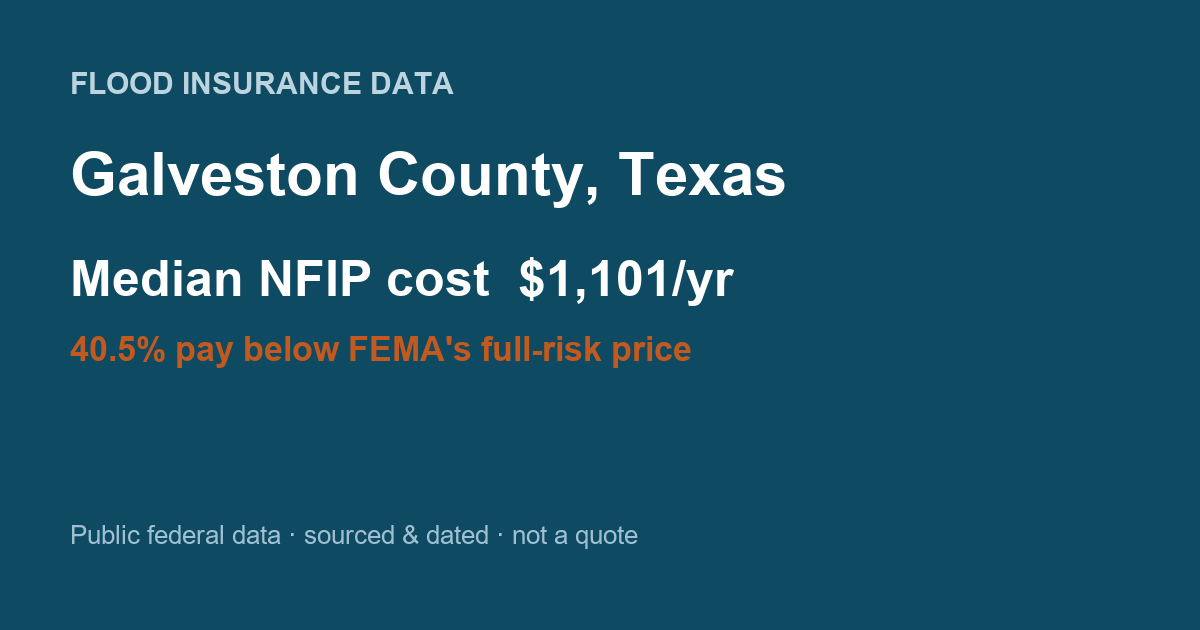 FLOOD INSURANCE DATA
Galveston County, Texas
Median NFIP cost  $1,101/yr
40.5% pay below FEMA's full-risk price
Public federal data · sourced & dated · not a quote